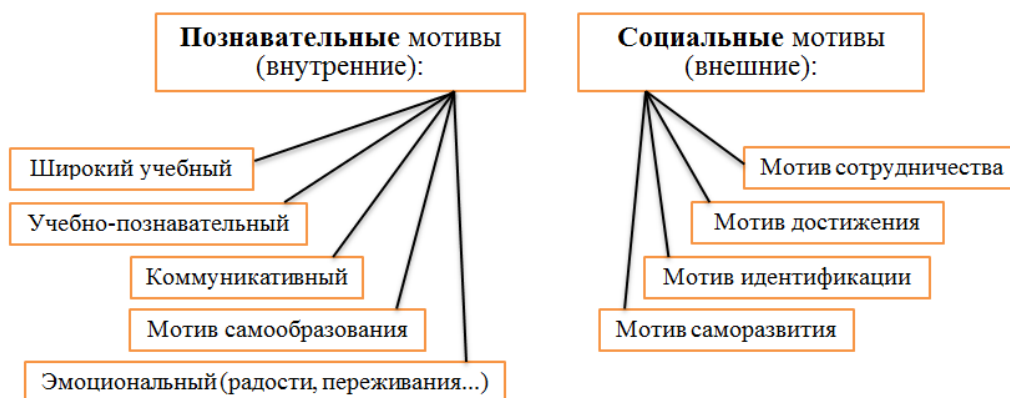 Познавательные мотивы
(внутренние):
Социальные мотивы
(внешние):
Широкий учебный
Учебно-познавательный
Коммуникативный
Мотив самообразования
Эмоциональный (радости, переживания...)
Мотив сотрудничества
Мотив достижения
Мотив идентификации
Мотив саморазвития